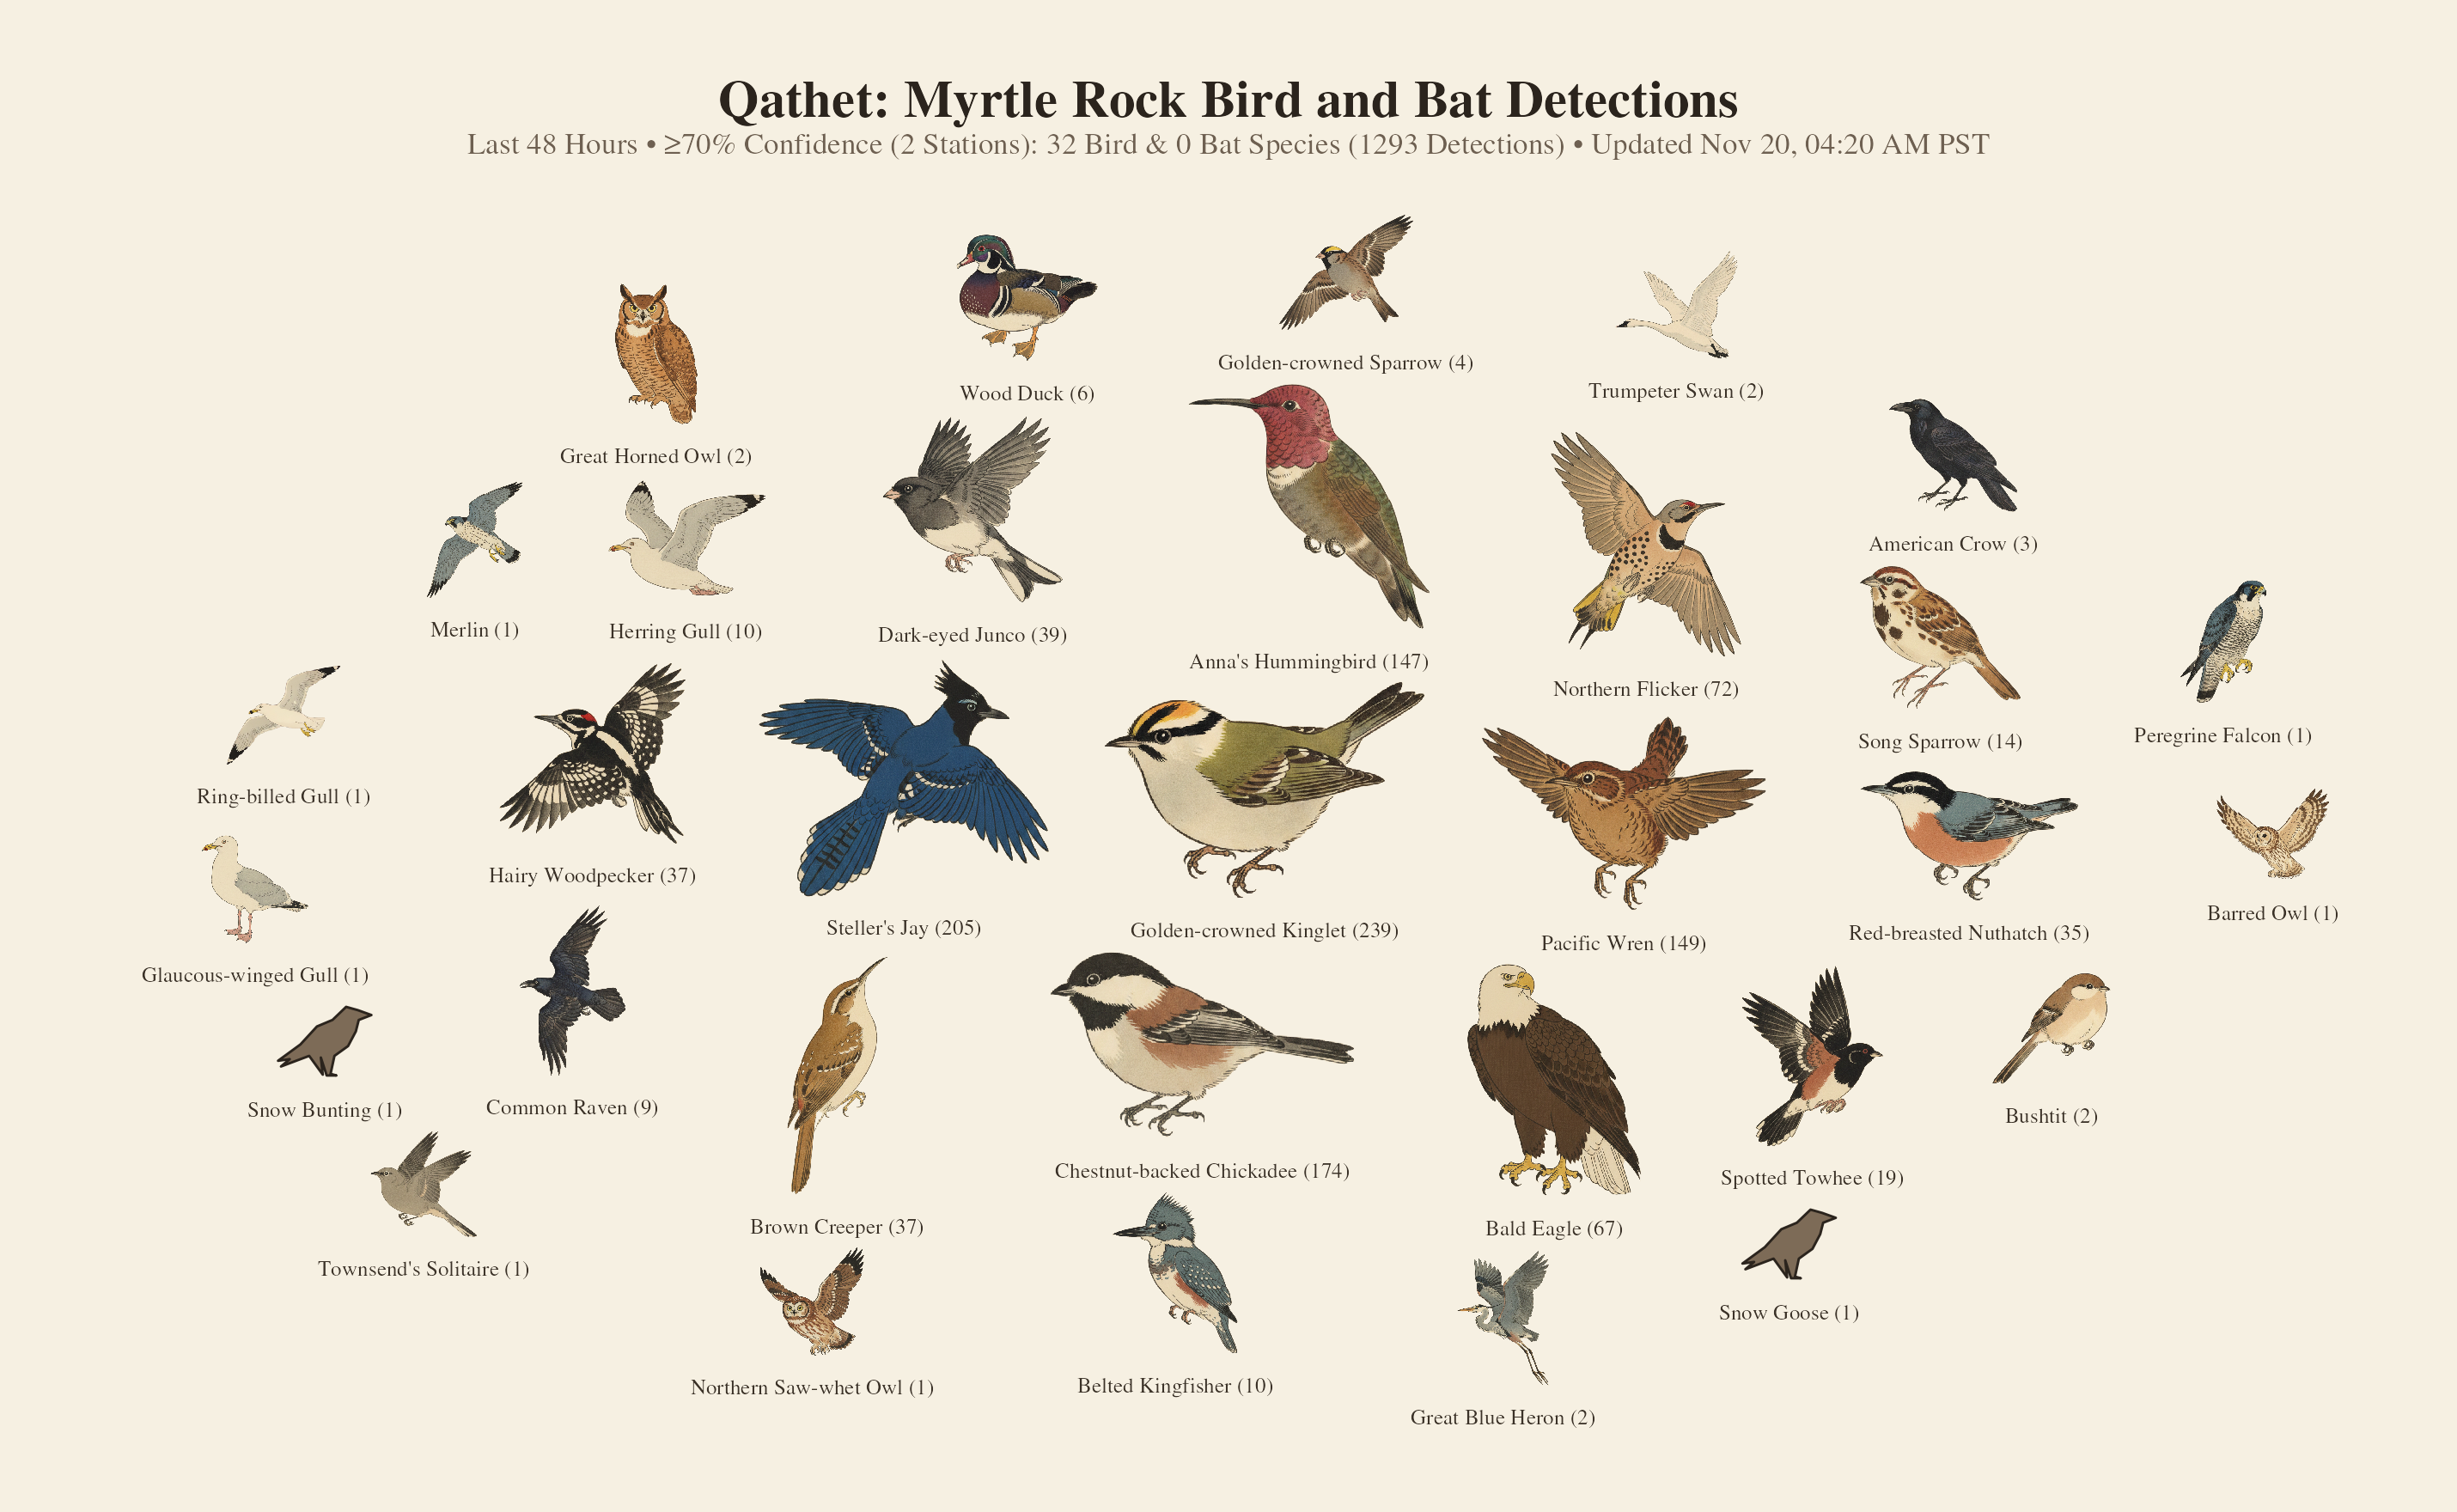 Qathet: Myrtle Rock Bird and Bat Detections
Last 48 Hours • ≥70% Confidence (2 Stations): 32 Bird & 0 Bat Species (1293 Detections) • Updated Nov 20, 04:20 AM PST
Golden-crowned Sparrow (4)
Trumpeter Swan (2)
Wood Duck (6)
Great Horned Owl (2)
American Crow (3)
Merlin (1)
Herring Gull (10)
Dark-eyed Junco (39)
Anna's Hummingbird (147)
Northern Flicker (72)
Peregrine Falcon (1)
Song Sparrow (14)
Ring-billed Gull (1)
Hairy Woodpecker (37)
Barred Owl (1)
Steller's Jay (205)
Golden-crowned Kinglet (239)
Red-breasted Nuthatch (35)
Pacific Wren (149)
Glaucous-winged Gull (1)
Common Raven (9)
Snow Bunting (1)
Bushtit (2)
Chestnut-backed Chickadee (174)
Spotted Towhee (19)
Brown Creeper (37)
Bald Eagle (67)
Townsend's Solitaire (1)
Snow Goose (1)
Belted Kingfisher (10)
Northern Saw-whet Owl (1)
Great Blue Heron (2)